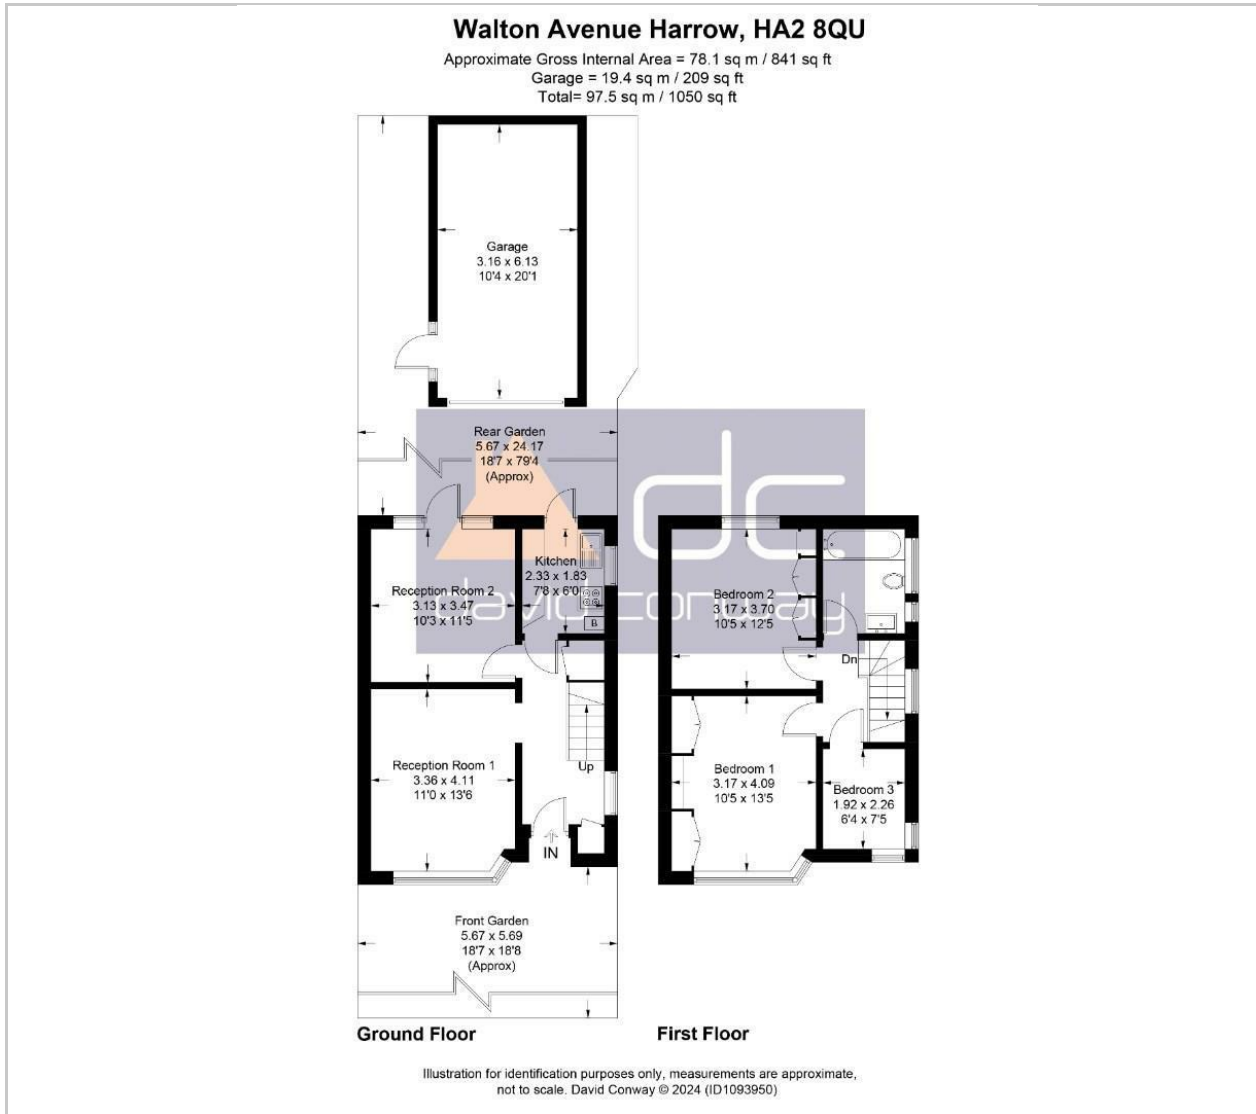 Walton Avenue Harrow, HA2 8QU
Approximate Gross Internal Area = 78.1 sq m / 841 sq ft
Garage = 19.4 sq m / 209 sq ft
Total= 97.5 sq m / 1050 sq ft
Garage
3.16 x 6.13
10'4 x 20'1
Rear Garden
5.67 x 24.17
18'7 x 79'4
(Approx)
dc
david conway
Kitchen
2.33 x 1.83
7'8 x 6'0
B
Reception Room 2
3.13 x 3.47
10'3 x 11'5
Reception Room 1
3.36 x 4.11
11'0 x 13'6
Up
IN
Front Garden
5.67 x 5.69
18'7 x 18'8
(Approx)
Ground Floor
Bedroom 2
3.17 x 3.70
10'5 x 12'5
Dn
Bedroom 1
3.17 x 4.09
10'5 x 13'5
Bedroom 3
1.92 x 2.26
6'4 x 7'5
First Floor
Illustration for identification purposes only, measurements are approximate,
not to scale. David Conway © 2024 (ID1093950)